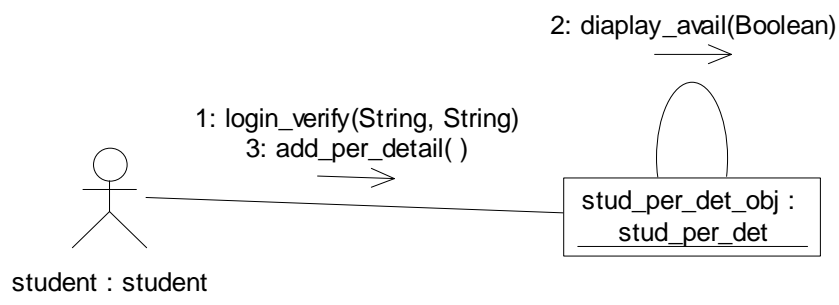 2: diaplay_avail(Boolean)
1: login_verify(String, String)
3: add_per_detail( )
stud_per_det_obj :
stud_per_det
student : student